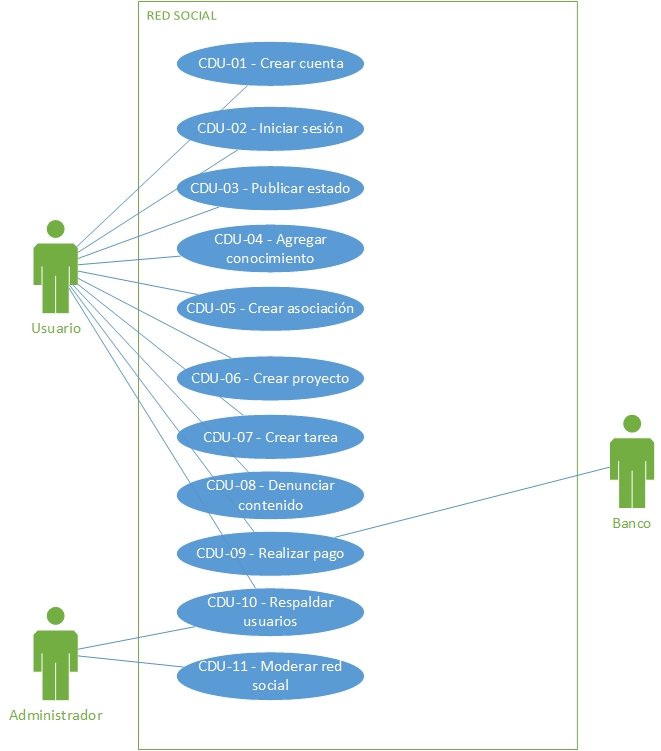 RED SOCIAL
CDU-01 - Crear cuenta
CDU-02 - Iniciar sesión
CDU-03 - Publicar estado
CDU-04 - Agregar
conocimiento
CDU-05 - Crear asociación
Usuario
CDU-06 - Crear proyecto
CDU-07 - Crear tarea
CDU-08 - Denunciar
contenido
Banco
CDU-09 - Realizar pago
CDU-10 - Respaldar
usuarios
CDU-11 - Moderar red
social
Administrador